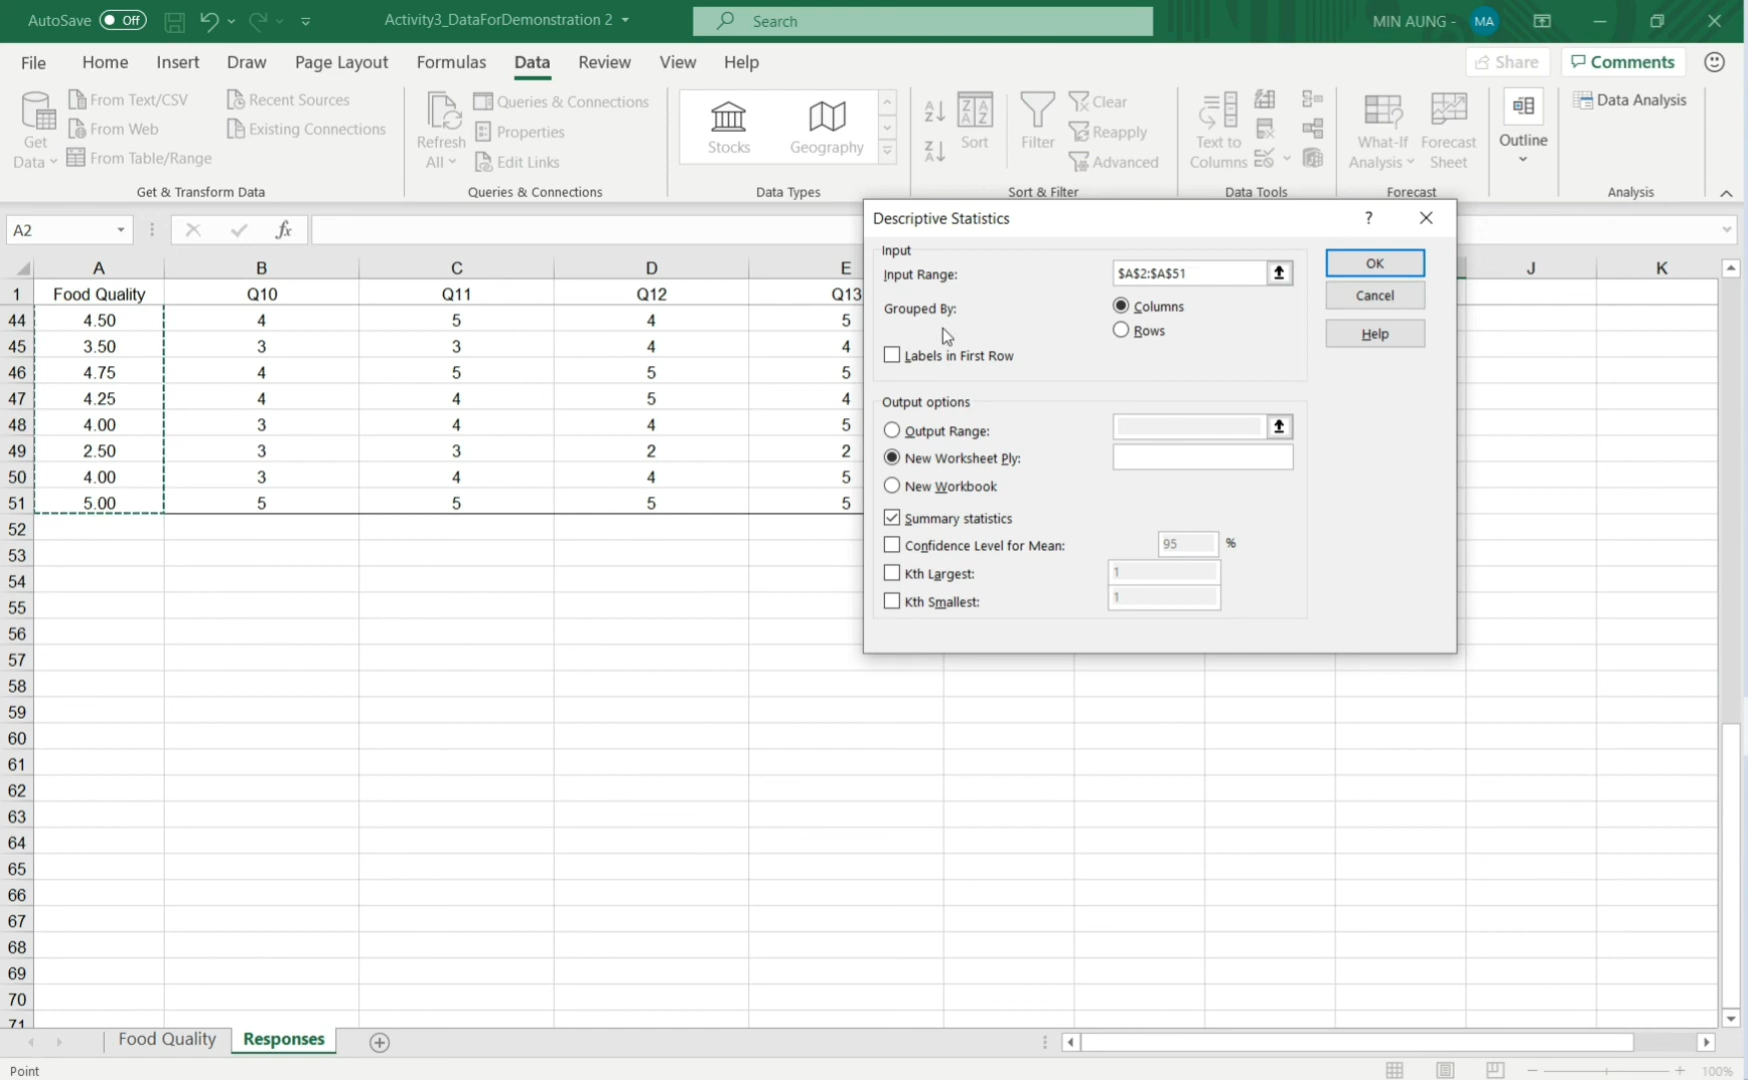 AutoSave Off Activity3_DataForDemonstration 2 Search MIN AUNG - MA
File Home Insert Draw Page Layout Formulas Data Review View Help Share Comments
Get Data From Text/CSV Recent Sources
From Web Existing Connections
From Table/Range
Get & Transform Data
Refresh All Queries & Connections
Properties
Edit Links
Queries & Connections
Stocks Geography
Data Types
Sort Filter Clear
Reapply
Advanced
Sort & Filter
Text to Columns
Data Tools
What-If Analysis Forecast Sheet
Forecast
Outline
Data Analysis
Analysis
A2 fx
A B C D E J K
1 Food Quality Q10 Q11 Q12 Q13
44 4.50 4 5 4 5
45 3.50 3 3 4 4
46 4.75 4 5 5 5
47 4.25 4 4 5 4
48 4.00 3 4 4 5
49 2.50 3 3 2 2
50 4.00 3 4 4 5
51 5.00 5 5 5 5
52
53
54
55
56
57
58
59
60
61
62
63
64
65
66
67
68
69
70
71
Descriptive Statistics ?
Input
Input Range: $A$2:$A$51
Grouped By: Columns
Rows
Labels in First Row
OK
Cancel
Help
Output options
Output Range:
New Worksheet Ply:
New Workbook
Summary statistics
Confidence Level for Mean: 95 %
Kth Largest: 1
Kth Smallest: 1
Food Quality Responses
Point 100%